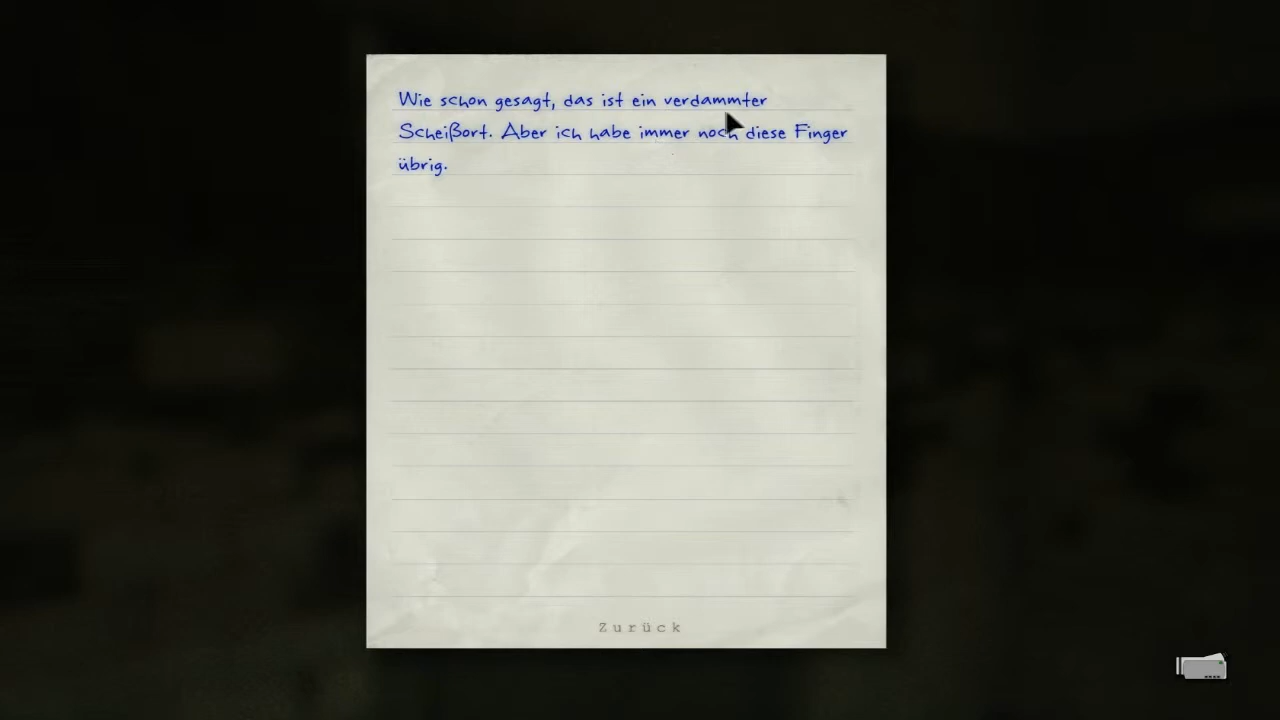 Wie schon gesagt, das ist ein verdammter
Scheißort. Aber ich habe immer noch diese Finger
übrig.
Zurück